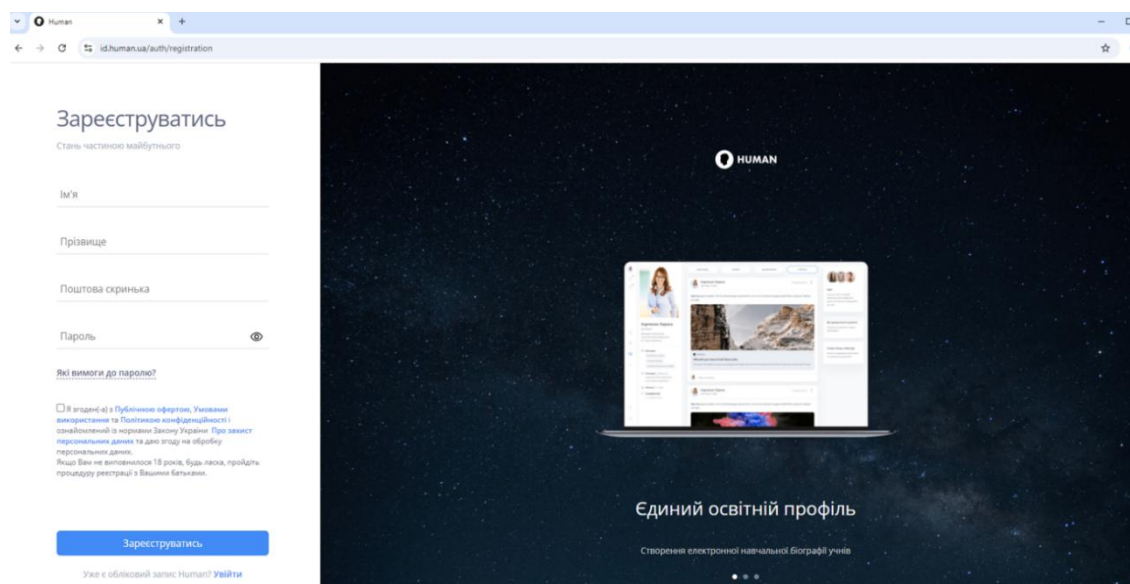 Human
id.human.ua/auth/registration
Зареєструватись
Стань частиною майбутнього
Ім'я
Прізвище
Поштова скринька
Пароль
Які вимоги до паролю?
Я згоден(-а) з Публічною офертою, Умовами
використання та Політикою конфіденційності і
ознайомлений із нормами Закону України Про захист
персональних даних та даю згоду на обробку
персональних даних.
Якщо Вам не виповнилося 18 років, будь ласка, пройдіть
процедуру реєстрації з Вашими батьками.
Зареєструватись
Уже є обліковий запис Human? Увійти
HUMAN
Єдиний освітній профіль
Створення електронної навчальної біографії учнів